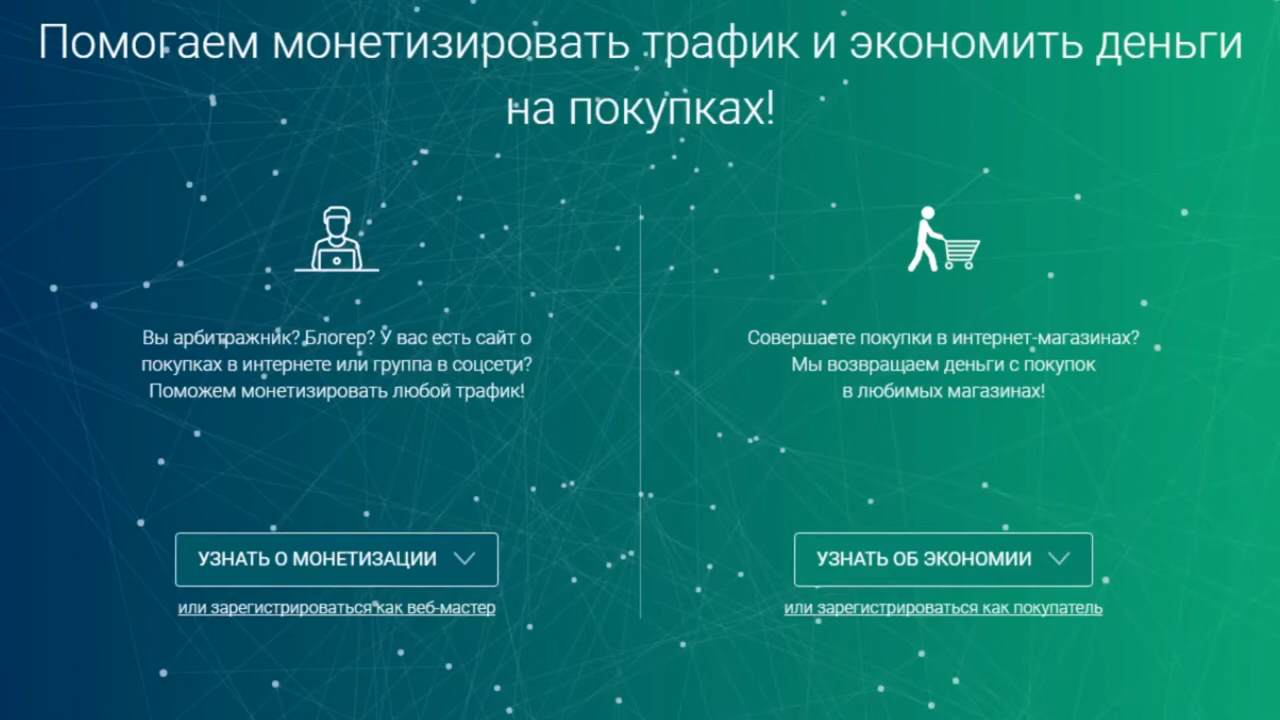 Помогаем монетизировать трафик и экономить деньги
на покупках!
Вы арбитражник? Блогер? У вас есть сайт о
покупках в интернете или группа в соцсети?
Поможем монетизировать любой трафик!
УЗНАТЬ О МОНЕТИЗАЦИИ
или зарегистрироваться как веб-мастер
Совершаете покупки в интернет-магазинах?
Мы возвращаем деньги с покупок
в любимых магазинах!
УЗНАТЬ ОБ ЭКОНОМИИ
или зарегистрироваться как покупатель